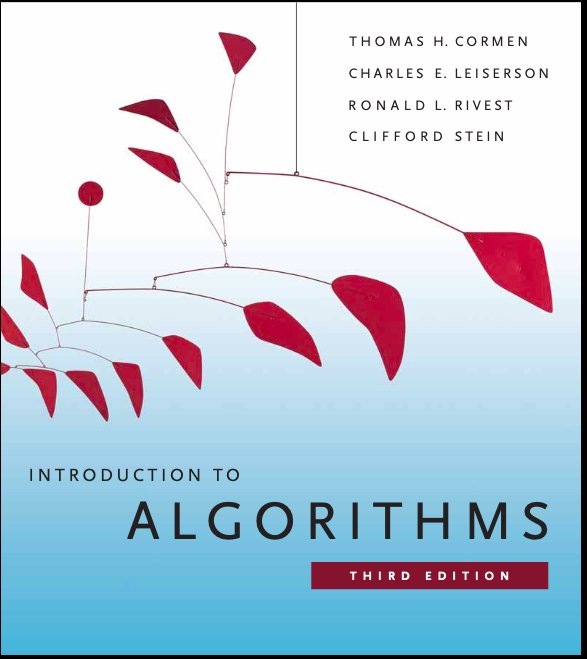 THOMAS H. CORMEN
CHARLES E. LEISERSON
RONALD L. RIVEST
CLIFFORD STEIN
INTRODUCTION TO
ALGORITHMS
THIRD EDITION